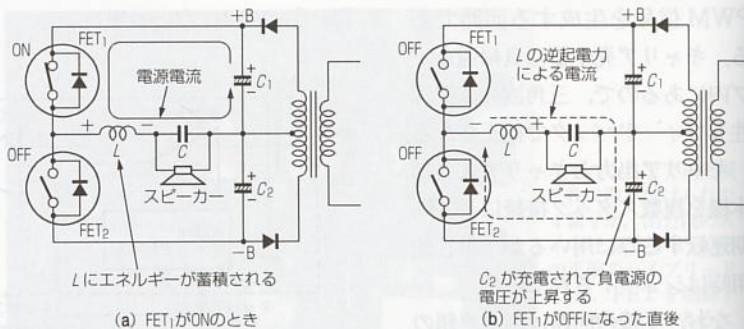 +B
ON
FET₁
電源電流
+
C₁
−
+
−
OFF
L
C
スピーカー
+
C₂
−
FET₂
−B
Lにエネルギーが蓄積される
(a) FET₁がONのとき
+B
OFF
FET₁
Lの逆起電力
による電流
+
C₁
−
−
+
OFF
L
C
スピーカー
+
C₂
−
FET₂
−B
C₂が充電されて負電源の
電圧が上昇する
(b) FET₁がOFFになった直後